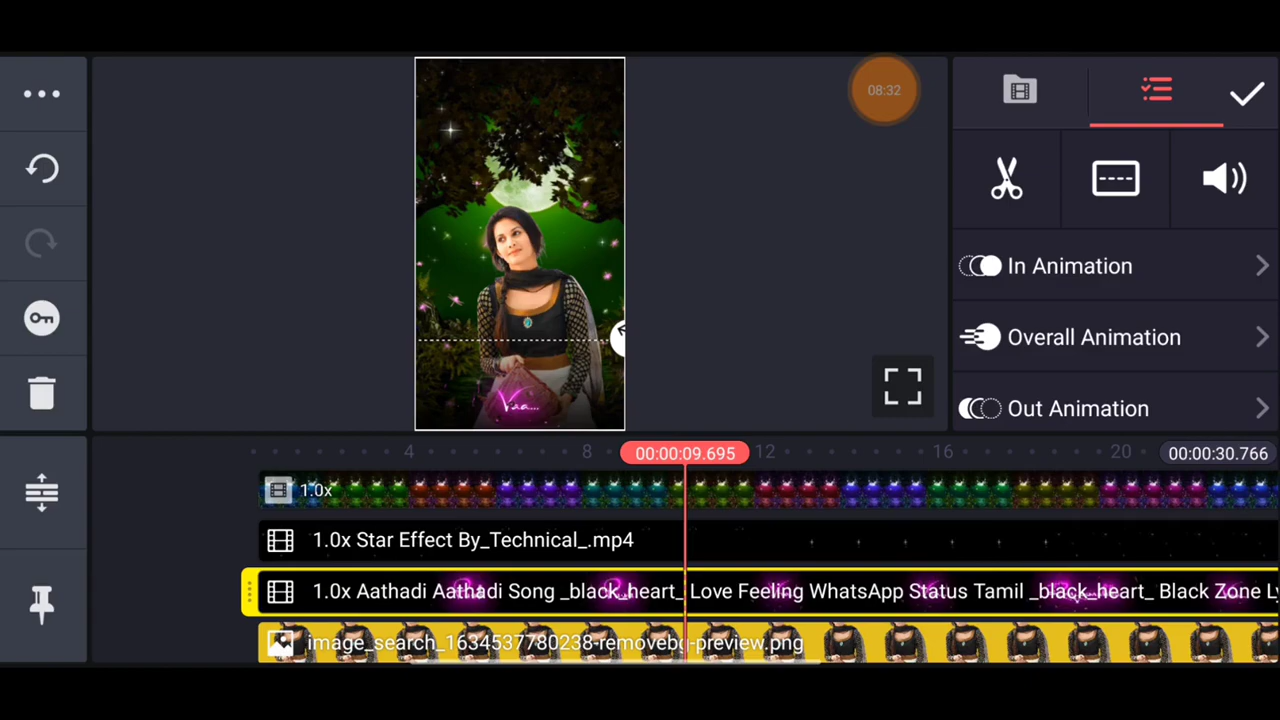 08:32
In Animation
Overall Animation
Vaa...
Out Animation
4
8
00:00:09.695
12
16
20
00:00:30.766
1.0x
1.0x Star Effect By_Technical_.mp4
1.0x Aathadi Aathadi Song _black_heart_ Love Feeling WhatsApp Status Tamil _black_heart_ Black Zone Ly
image_search_1634537780238-removebg-preview.png